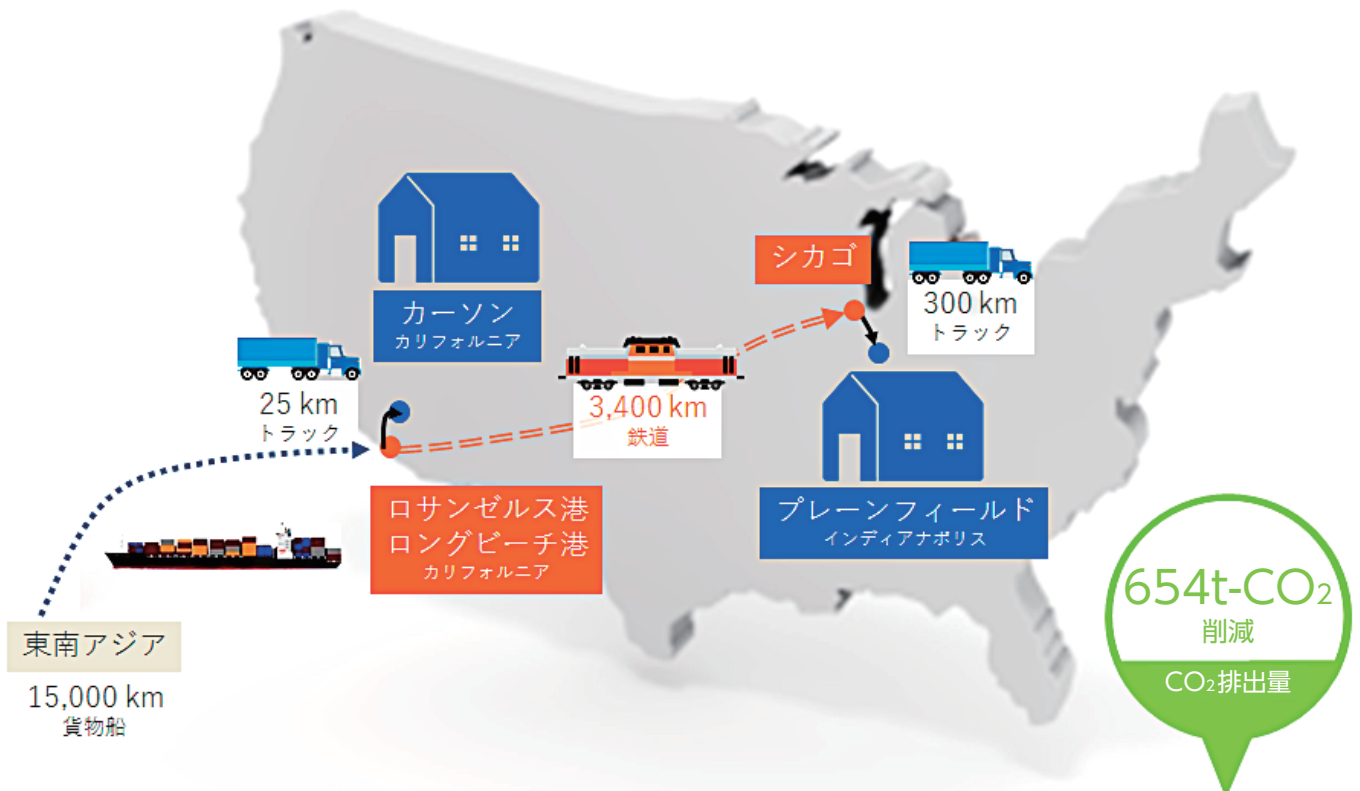 カーソン
カリフォルニア
シカゴ
300 km
トラック
25 km
トラック
3,400 km
鉄道
ロサンゼルス港
ロングビーチ港
カリフォルニア
プレーンフィールド
インディアナポリス
東南アジア
15,000 km
貨物船
654t-CO₂
削減
CO₂排出量